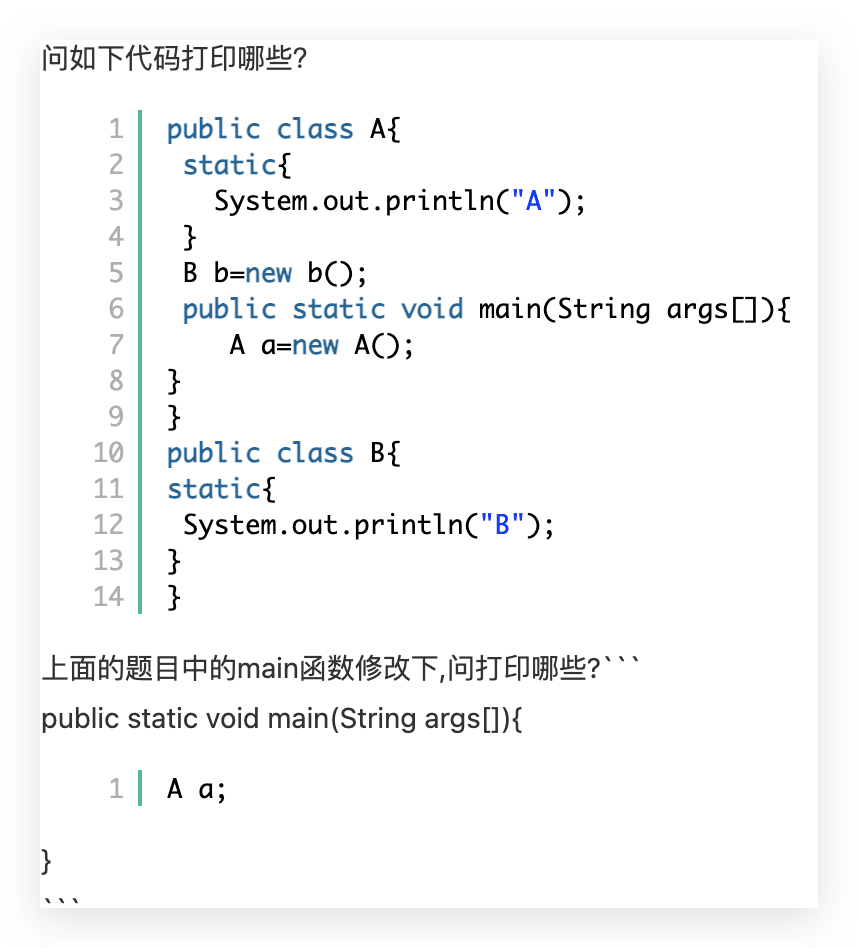 问如下代码打印哪些?
1 public class A{
2 static{
3 System.out.println("A");
4 }
5 B b=new b();
6 public static void main(String args[]){
7 A a=new A();
8 }
9 }
10 public class B{
11 static{
12 System.out.println("B");
13 }
14 }
上面的题目中的main函数修改下,问打印哪些?```
public static void main(String args[]){
1 A a;
}
```